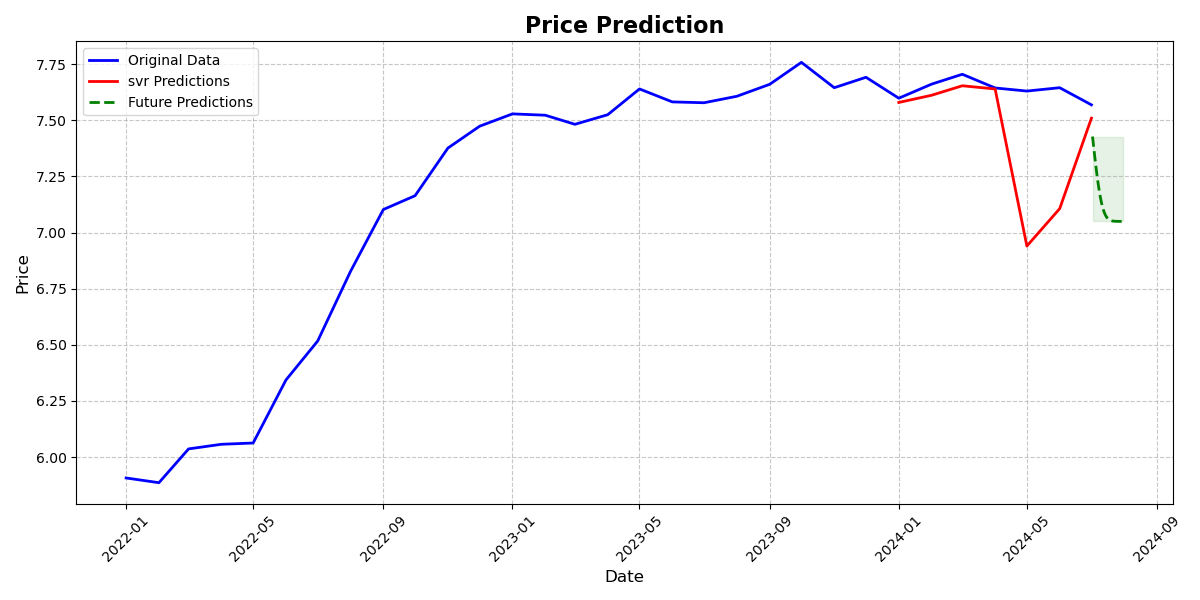 Price Prediction
Original Data
svr Predictions
Future Predictions
Price
7.75
7.50
7.25
7.00
6.75
6.50
6.25
6.00
2022-01
2022-05
2022-09
2023-01
2023-05
2023-09
2024-01
2024-05
2024-09
Date